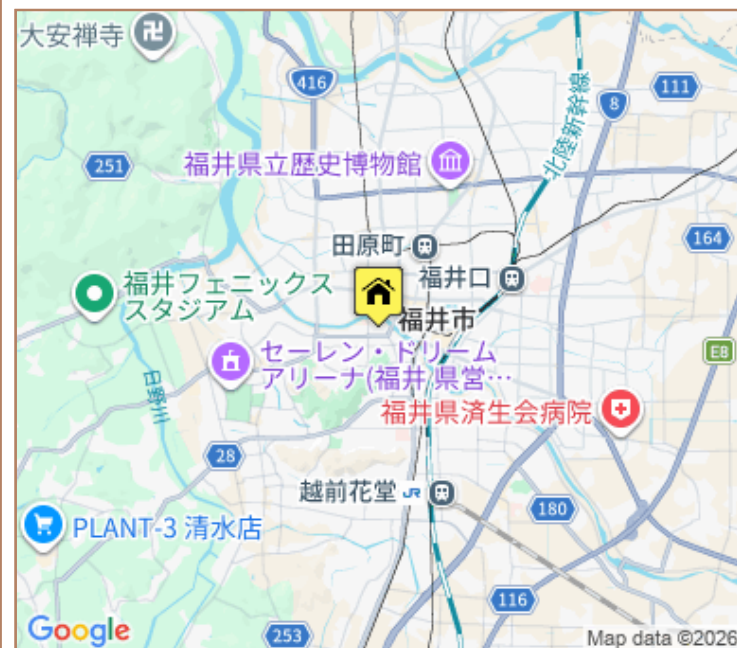 大安禅寺
416
111
8
北陸新幹線
251
福井県立歴史博物館
田原町
164
福井口
福井フェニックス
スタジアム
福井市
セーレン・ドリーム
アリーナ(福井県営…
E8
日野川
福井県済生会病院
28
越前花堂 JR
180
PLANT-3 清水店
116
Google
253
Map data ©2026